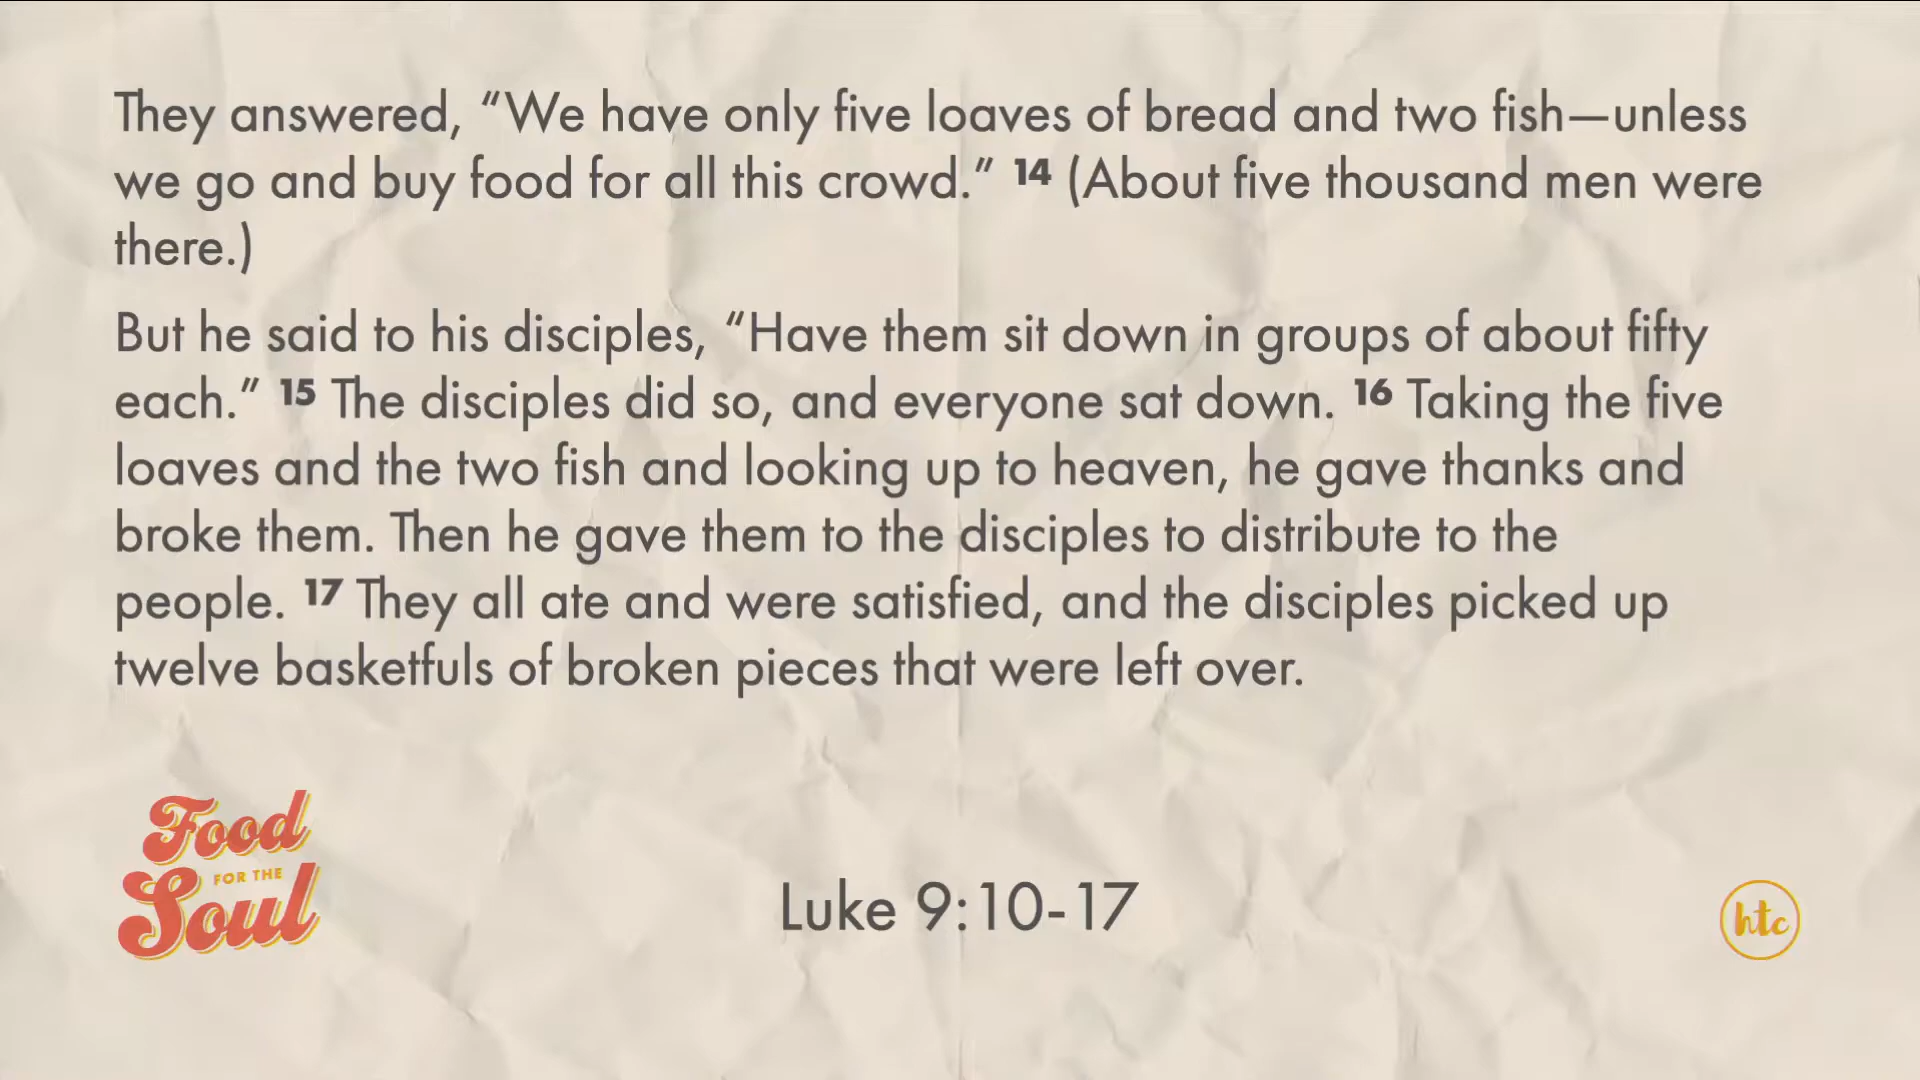 They answered, “We have only five loaves of bread and two fish—unless
we go and buy food for all this crowd.” 14 (About five thousand men were
there.)
But he said to his disciples, “Have them sit down in groups of about fifty
each.” 15 The disciples did so, and everyone sat down. 16 Taking the five
loaves and the two fish and looking up to heaven, he gave thanks and
broke them. Then he gave them to the disciples to distribute to the
people. 17 They all ate and were satisfied, and the disciples picked up
twelve basketfuls of broken pieces that were left over.
Food
FOR THE
Soul
Luke 9:10-17
htc